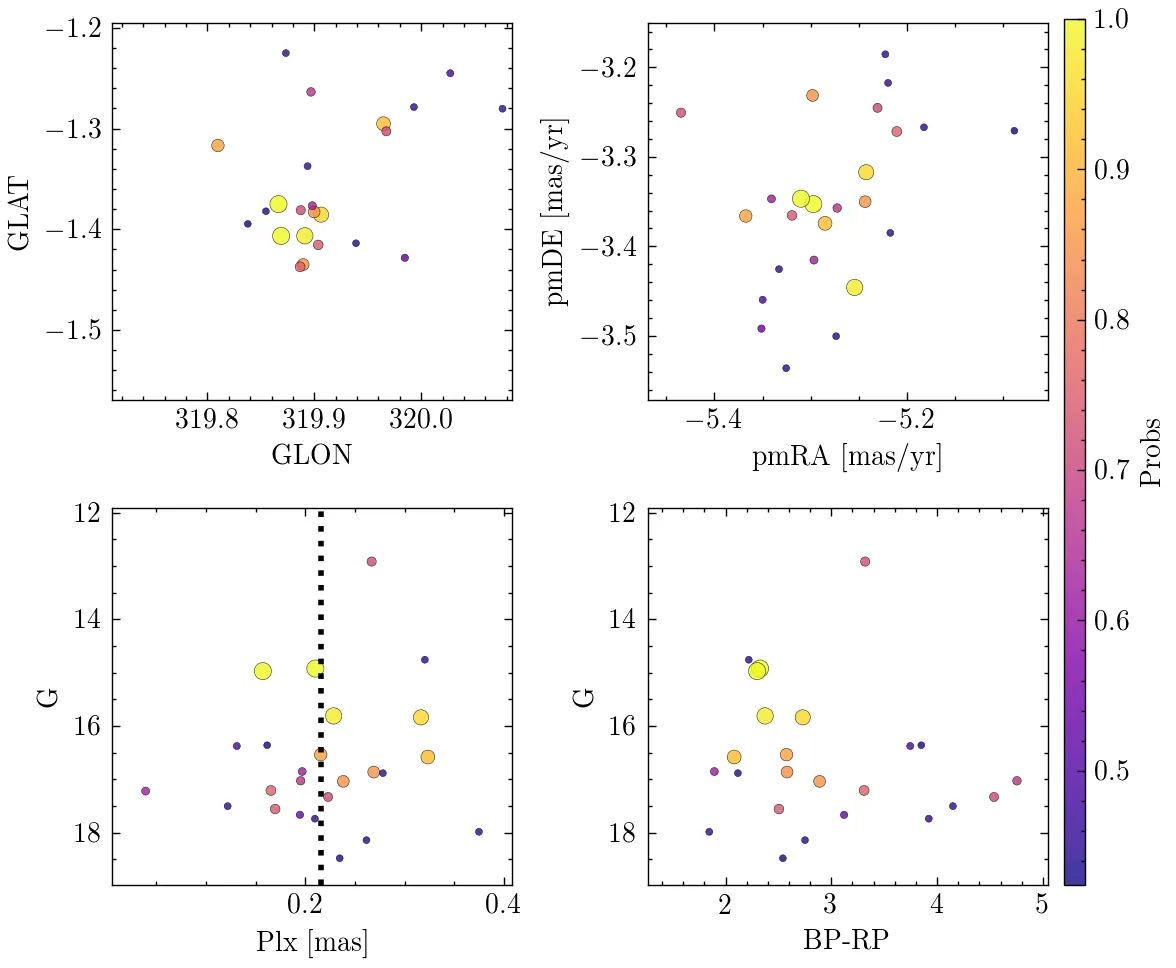 −1.2
−1.3
−1.4
−1.5
GLAT
319.8 319.9 320.0
GLON
−3.2
−3.3
−3.4
−3.5
pmDE [mas/yr]
−5.4 −5.2
pmRA [mas/yr]
12
14
16
18
G
0.2 0.4
Plx [mas]
12
14
16
18
G
2 3 4 5
BP-RP
1.0
0.9
0.8
0.7
0.6
0.5
Probs